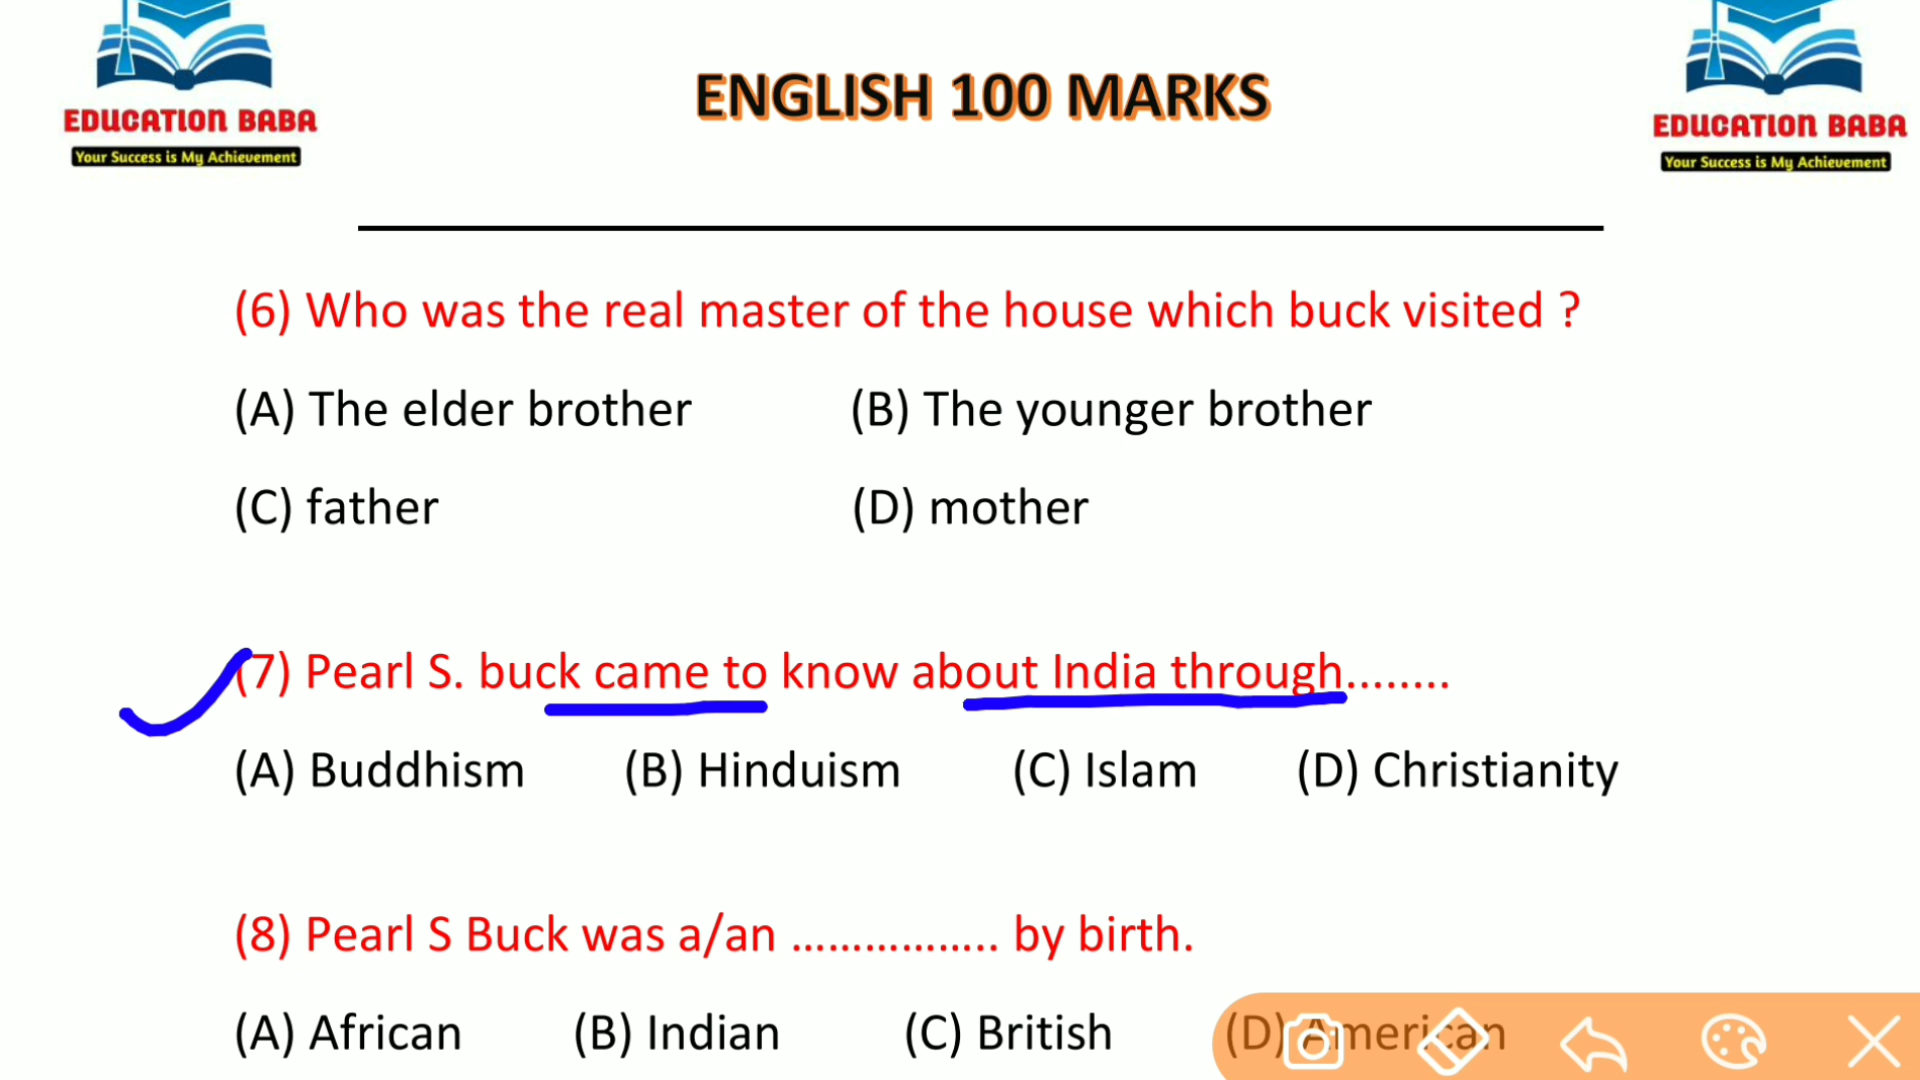 EDUCATION BABA
Your Success is My Achievement
ENGLISH 100 MARKS
EDUCATION BABA
Your Success is My Achievement
(6) Who was the real master of the house which buck visited ?
(A) The elder brother (B) The younger brother
(C) father (D) mother
(7) Pearl S. buck came to know about India through........
(A) Buddhism (B) Hinduism (C) Islam (D) Christianity
(8) Pearl S Buck was a/an ................. by birth.
(A) African (B) Indian (C) British (D) American